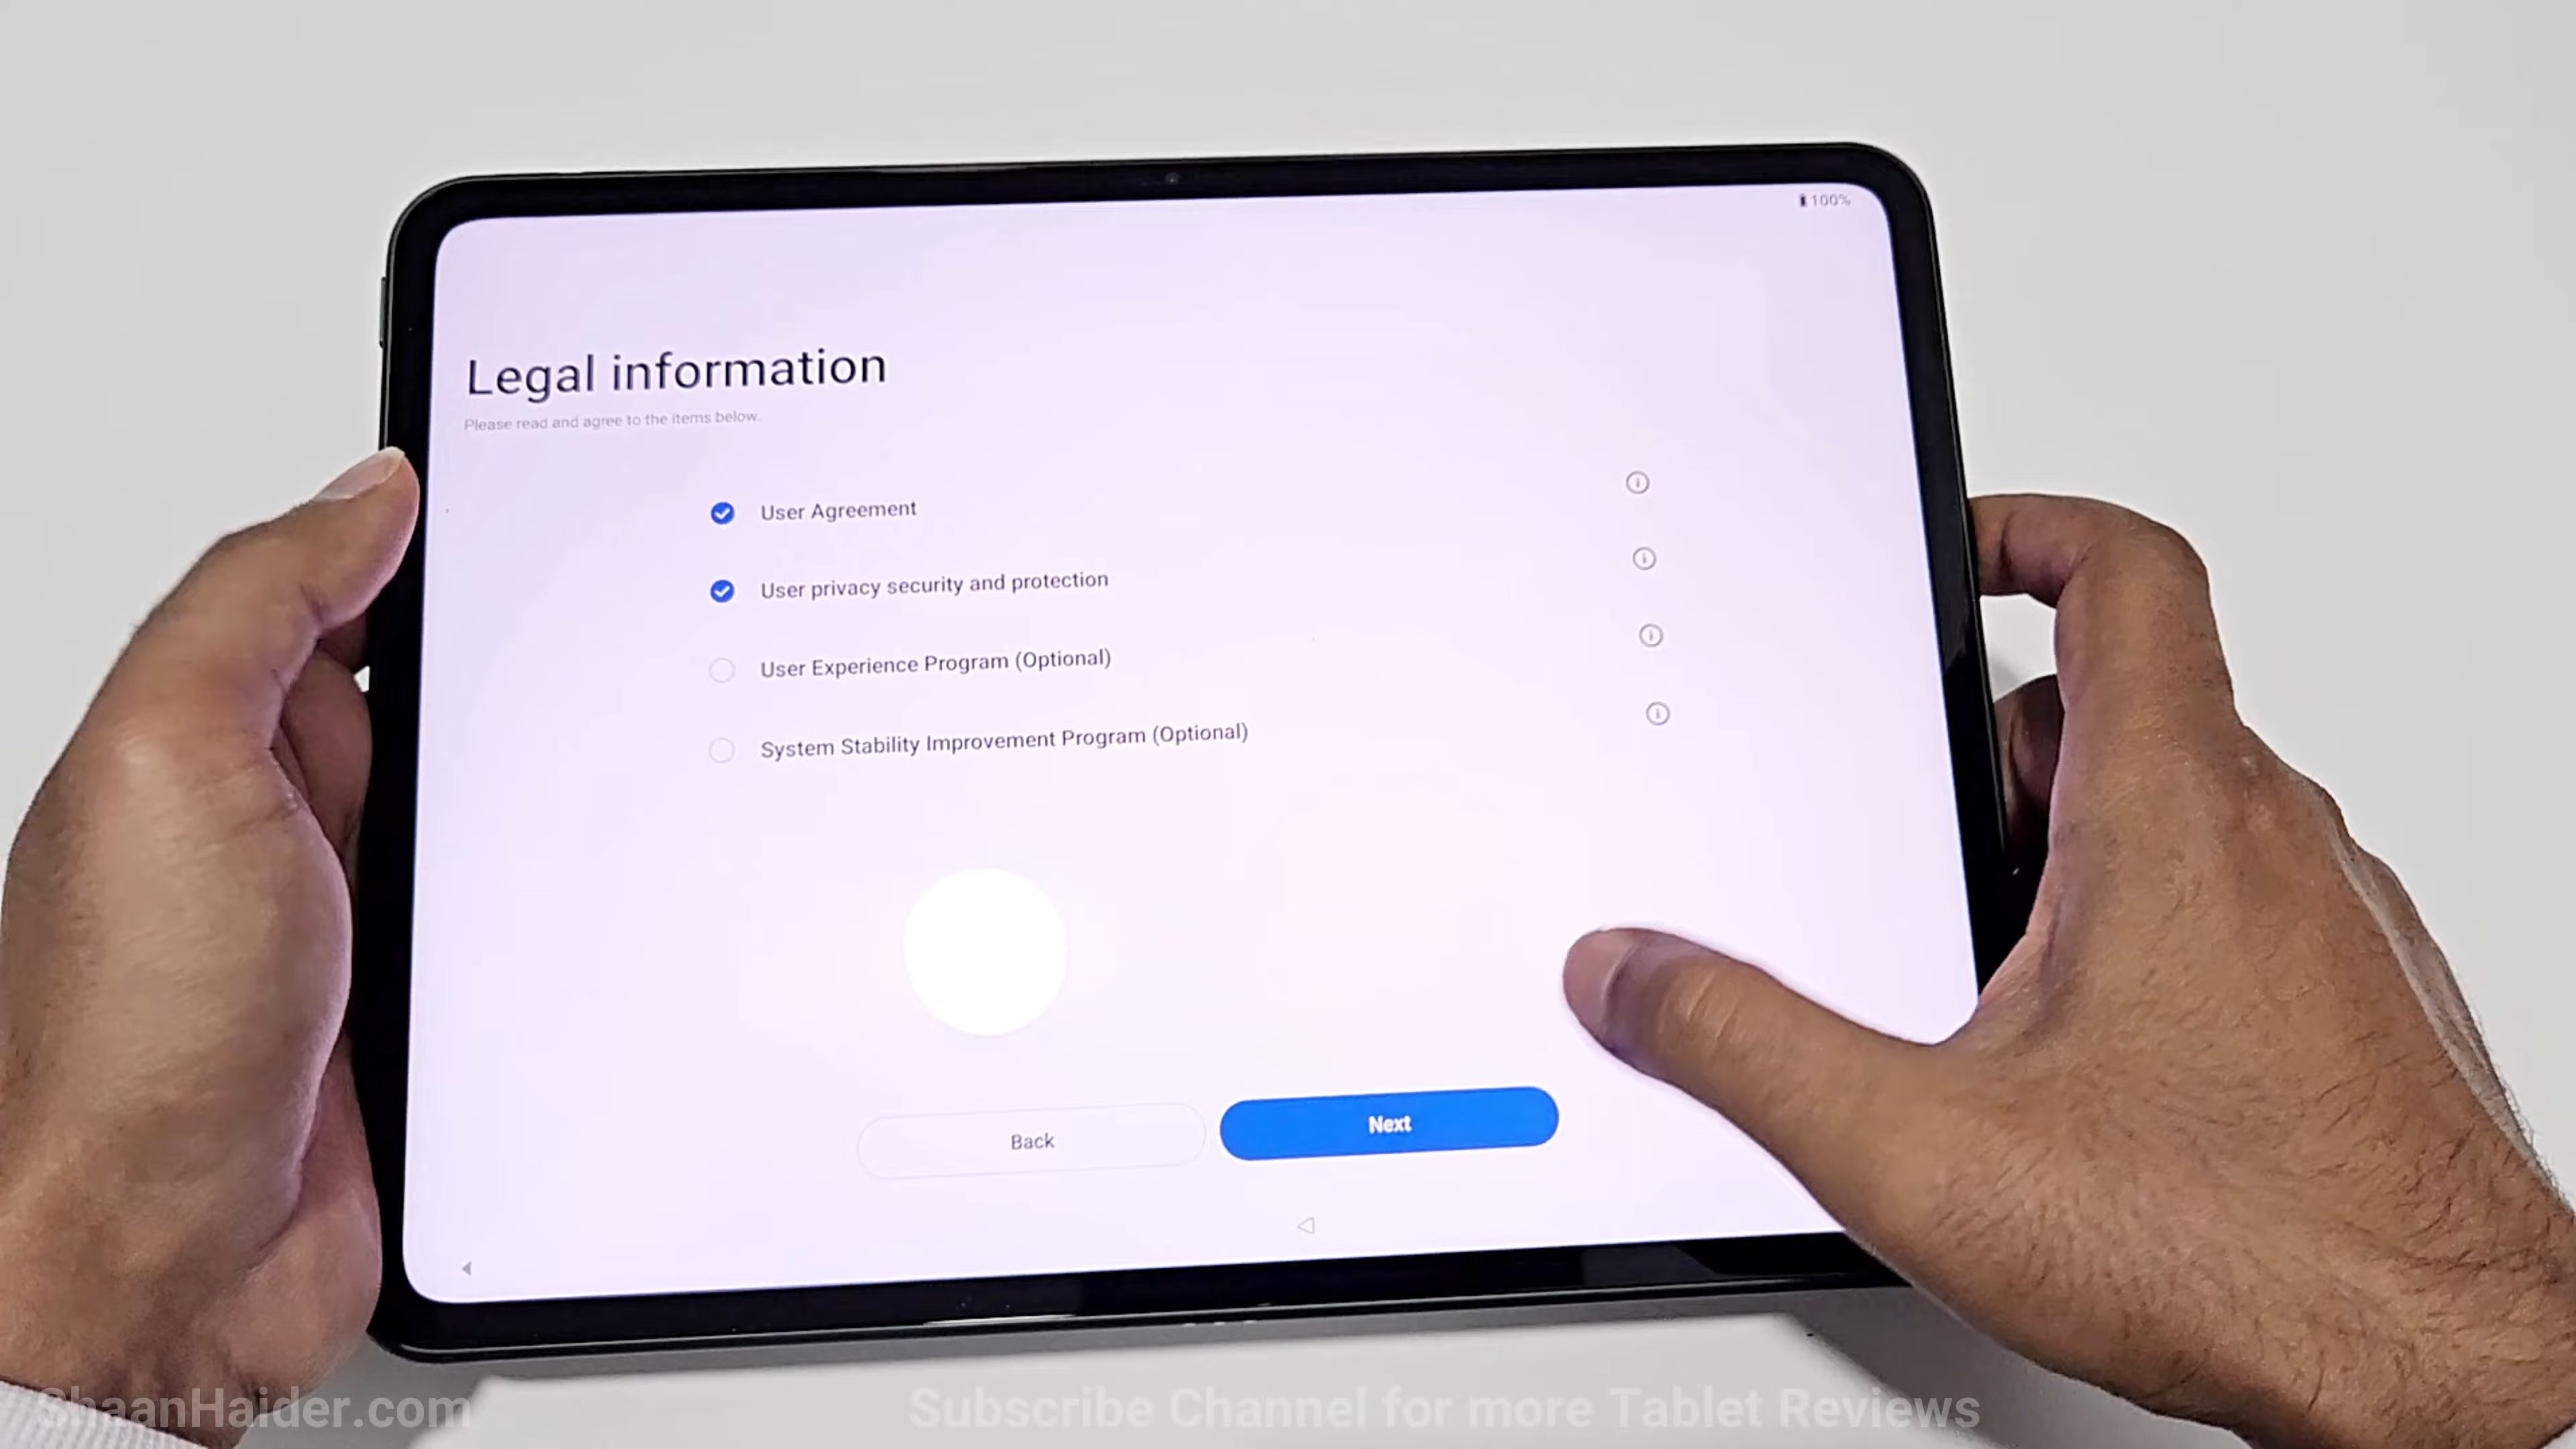 100%
Legal information
Please read and agree to the items below.
User Agreement
User privacy security and protection
User Experience Program (Optional)
System Stability Improvement Program (Optional)
Back
Next
ShaanHaider.com
Subscribe Channel for more Tablet Reviews